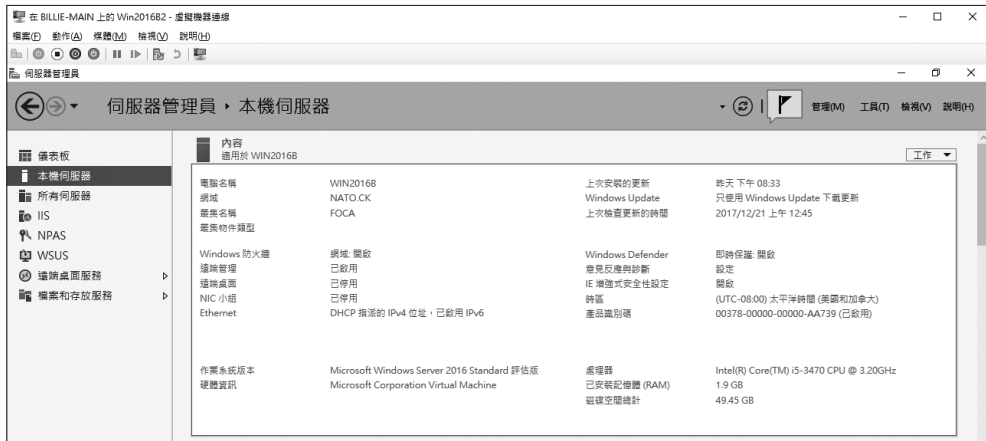 在 BILLIE-MAIN 上的 Win2016B2 - 虛擬機器連線
檔案(F) 動作(A) 媒體(M) 檢視(V) 說明(H)
伺服器管理員
伺服器管理員 ‣ 本機伺服器
管理(M) 工具(T) 檢視(V) 說明(H)
儀表板
本機伺服器
所有伺服器
IIS
NPAS
WSUS
遠端桌面服務
檔案和存放服務
內容
適用於 WIN2016B
工作
電腦名稱 WIN2016B 上次安裝的更新 昨天 下午 08:33
網域 NATO.CK Windows Update 只使用 Windows Update 下載更新
叢集名稱 FOCA 上次檢查更新的時間 2017/12/21 上午 12:45
叢集物件類型
Windows 防火牆 網域: 開啟 Windows Defender 即時保護: 開啟
遠端管理 已啟用 意見反應與診斷 設定
遠端桌面 已停用 IE 增強式安全性設定 開啟
NIC 小組 已停用 時區 (UTC-08:00) 太平洋時間 (美國和加拿大)
Ethernet DHCP 指派的 IPv4 位址，已啟用 IPv6 產品識別碼 00378-00000-00000-AA739 (已啟用)
作業系統版本 Microsoft Windows Server 2016 Standard 評估版 處理器 Intel(R) Core(TM) i5-3470 CPU @ 3.20GHz
硬體資訊 Microsoft Corporation Virtual Machine 已安裝記憶體 (RAM) 1.9 GB
磁碟空間總計 49.45 GB